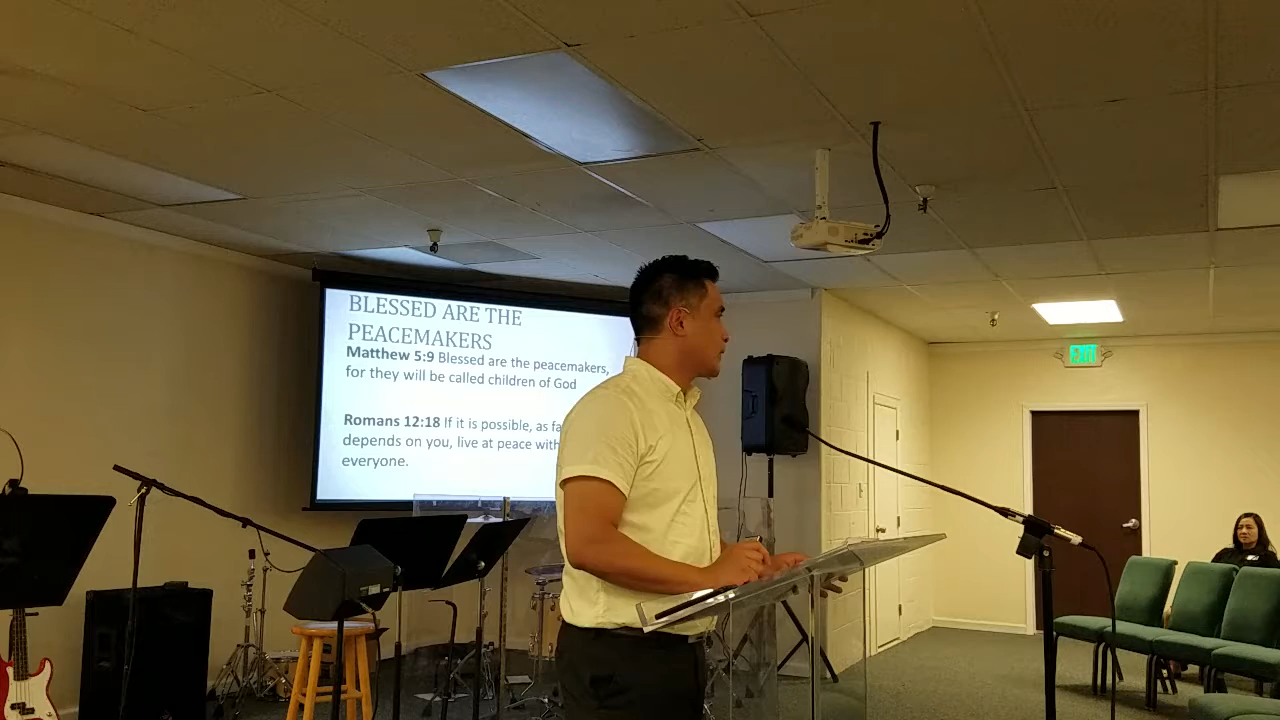 BLESSED ARE THE
PEACEMAKERS
Matthew 5:9 Blessed are the peacemakers,
for they will be called children of God
Romans 12:18 If it is possible, as
depends on you, live at peace with
everyone.
EXIT